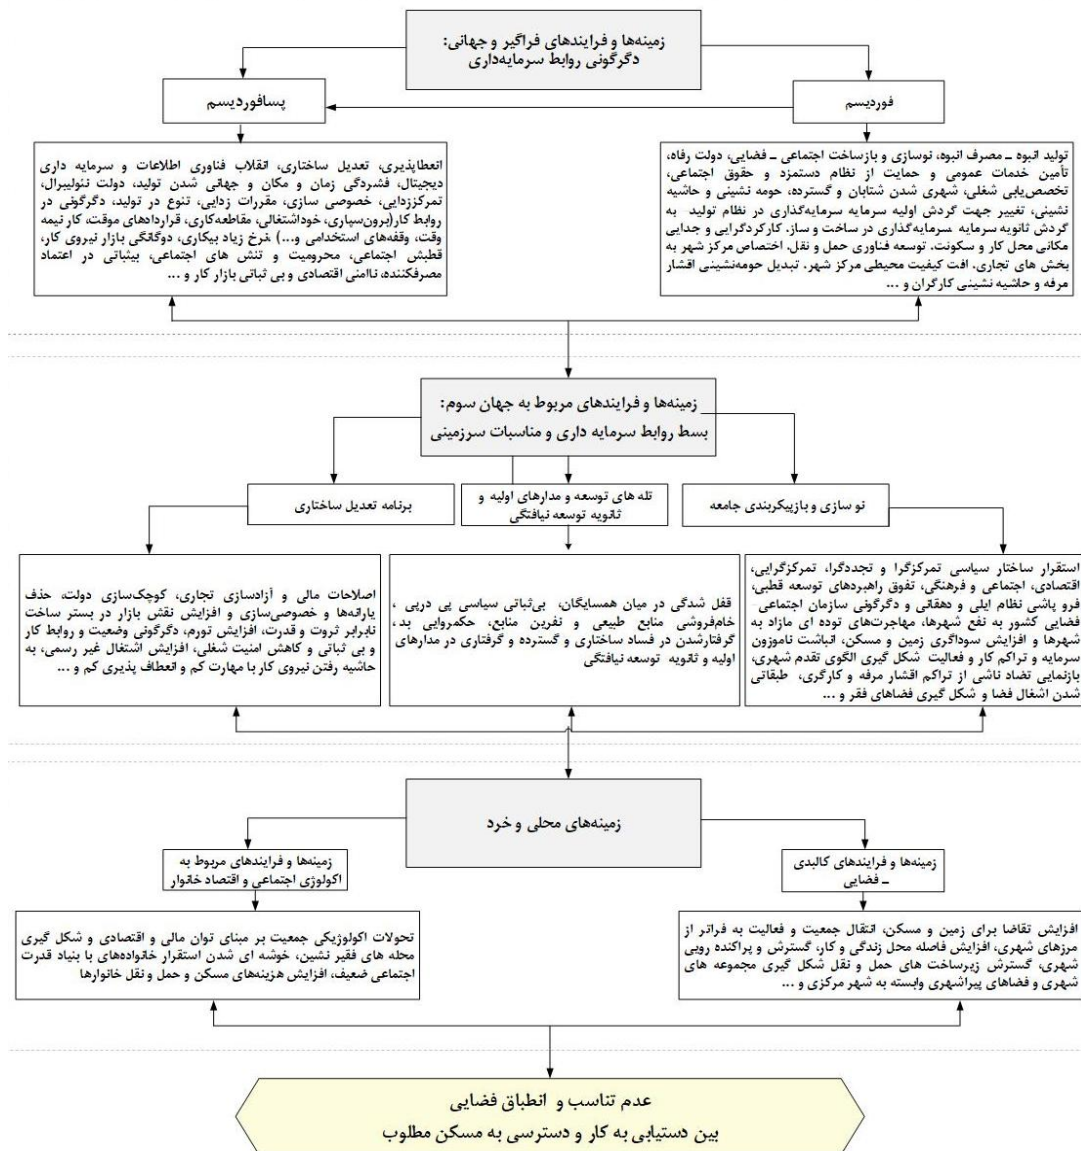 زمینه‌ها و فرایندهای فراگیر و جهانی:
دگرگونی روابط سرمایه‌داری
فوردیسم
پسافوردیسم
تولید انبوه ـ مصرف انبوه، نوسازی و بازساخت اجتماعی ـ فضایی، دولت رفاه،
تأمین خدمات عمومی و حمایت از نظام دستمزد و حقوق اجتماعی،
تخصص‌یابی شغلی، شهری شدن شتابان و گسترده، حومه نشینی و حاشیه
نشینی، تغییر جهت گردش اولیه سرمایه سرمایه‌گذاری در نظام تولید به
گردش ثانویه سرمایه سرمایه‌گذاری در ساخت و ساز. کارکردگرایی و جدایی
مکانی محل کار و سکونت. توسعه فناوری حمل و نقل. اختصاص مرکز شهر به
بخش های تجاری. افت کیفیت محیطی مرکز شهر. تبدیل حومه‌نشینی اقشار
مرفه و حاشیه نشینی کارگران و ...
انعطاپذیری، تعدیل ساختاری، انقلاب فناوری اطلاعات و سرمایه داری
دیجیتال، فشردگی زمان و مکان و جهانی شدن تولید، دولت نئولیبرال،
تمرکززدایی، خصوصی سازی، مقررات زدایی، تنوع در تولید، دگرگونی در
روابط کار(برون‌سپاری، خوداشتغالی، مقاطعه‌کاری، قراردادهای موقت، کار نیمه
وقت، وقفه‌های استخدامی و...) .نرخ زیاد بیکاری، دوگانگی بازار نیروی کار،
قطبش اجتماعی، محرومیت و تنش های اجتماعی، بیثباتی در اعتماد
مصرفکننده، ناامنی اقتصادی و بی ثباتی بازار کار و ...
زمینه‌ها و فرایندهای مربوط به جهان سوم:
بسط روابط سرمایه داری و مناسبات سرزمینی
نو سازی و بازپیکربندی جامعه
تله های توسعه و مدارهای اولیه و
ثانویه توسعه نیافتگی
برنامه تعدیل ساختاری
استقرار ساختار سیاسی تمرکزگرا و تجددگرا، تمرکزگرایی،
اقتصادی، اجتماعی و فرهنگی، تفوق راهبردهای توسعه قطبی،
فرو پاشی نظام ایلی و دهقانی و دگرگونی سازمان اجتماعی
فضایی کشور به نفع شهرها، مهاجرت‌های توده ای مازاد به
شهرها و افزایش سوداگری زمین و مسکن، انباشت ناموزون
سرمایه و تراکم کار و فعالیت شکل گیری الگوی تقدم شهری،
بازنمایی تضاد ناشی از تراکم اقشار مرفه و کارگری، طبقاتی
شدن اشغال فضا و شکل گیری فضاهای فقر و ...
قفل شدگی در میان همسایگان، بی‌ثباتی سیاسی پی درپی ،
خام‌فروشی منابع طبیعی و نفرین منابع، حکمروایی بد،
گرفتارشدن در فساد ساختاری و گسترده و گرفتاری در مدارهای
اولیه و ثانویه توسعه نیافتگی
اصلاحات مالی و آزادسازی تجاری، کوچک‌سازی دولت، حذف
یارانه‌ها و خصوصی‌سازی و افزایش نقش بازار در بستر ساخت
نابرابر ثروت و قدرت، افزایش تورم، دگرگونی وضعیت و روابط کار
و بی ثباتی و کاهش امنیت شغلی، افزایش اشتغال غیر رسمی، به
حاشیه رفتن نیروی کار با مهارت کم و انعطاف پذیری کم و ...
زمینه‌های محلی و خرد
زمینه‌ها و فرایندهای کالبدی
ـ فضایی
زمینه‌ها و فرایندهای مربوط به
اکولوژی اجتماعی و اقتصاد خانوار
افزایش تقاضا برای زمین و مسکن، انتقال جمعیت و فعالیت به فراتر از
مرزهای شهری، افزایش فاصله محل زندگی و کار، گسترش و پراکنده رویی
شهری، گسترش زیرساخت های حمل و نقل شکل گیری مجموعه های
شهری و فضاهای پیراشهری وابسته به شهر مرکزی و ...
تحولات اکولوژیکی جمعیت بر مبنای توان مالی و اقتصادی و شکل گیری
محله های فقیر نشین، خوشه ای شدن استقرار خانواده‌های با بنیاد قدرت
اجتماعی ضعیف، افزایش هزینه‌های مسکن و حمل و نقل خانوارها
عدم تناسب و انطباق فضایی
بین دستیابی به کار و دسترسی به مسکن مطلوب